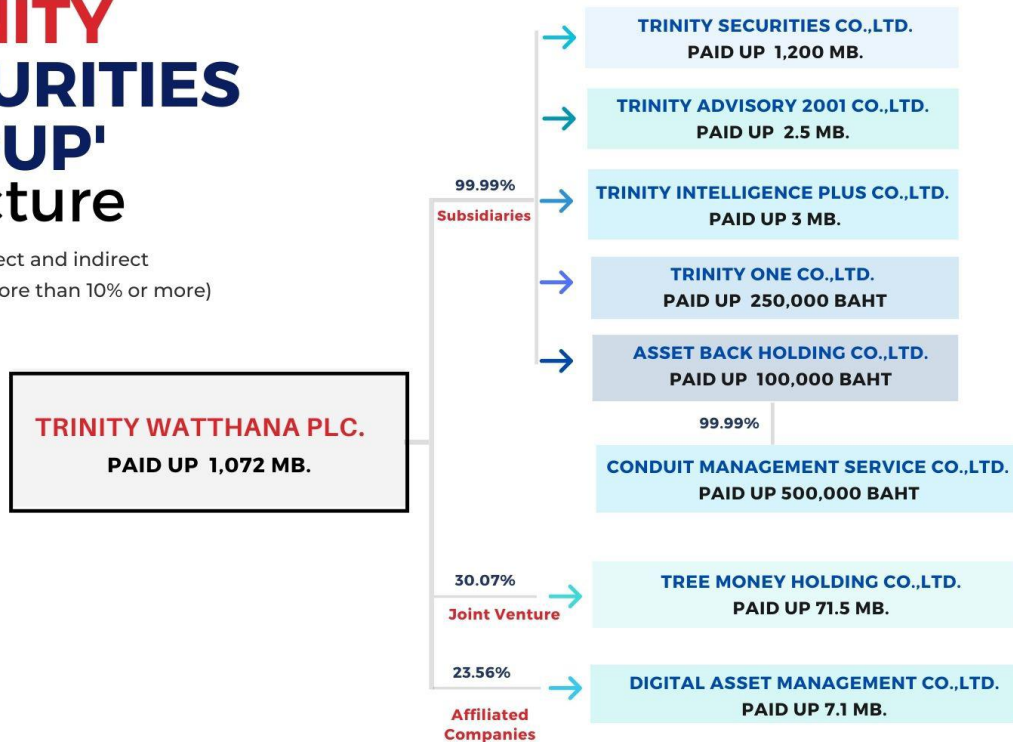 NITY
URITIES
UP'
cture
ect and indirect
ore than 10% or more)
TRINITY WATTHANA PLC.
PAID UP 1,072 MB.
99.99%
Subsidiaries
TRINITY SECURITIES CO.,LTD.
PAID UP 1,200 MB.
TRINITY ADVISORY 2001 CO.,LTD.
PAID UP 2.5 MB.
TRINITY INTELLIGENCE PLUS CO.,LTD.
PAID UP 3 MB.
TRINITY ONE CO.,LTD.
PAID UP 250,000 BAHT
ASSET BACK HOLDING CO.,LTD.
PAID UP 100,000 BAHT
99.99%
CONDUIT MANAGEMENT SERVICE CO.,LTD.
PAID UP 500,000 BAHT
30.07%
Joint Venture
TREE MONEY HOLDING CO.,LTD.
PAID UP 71.5 MB.
23.56%
Affiliated
Companies
DIGITAL ASSET MANAGEMENT CO.,LTD.
PAID UP 7.1 MB.